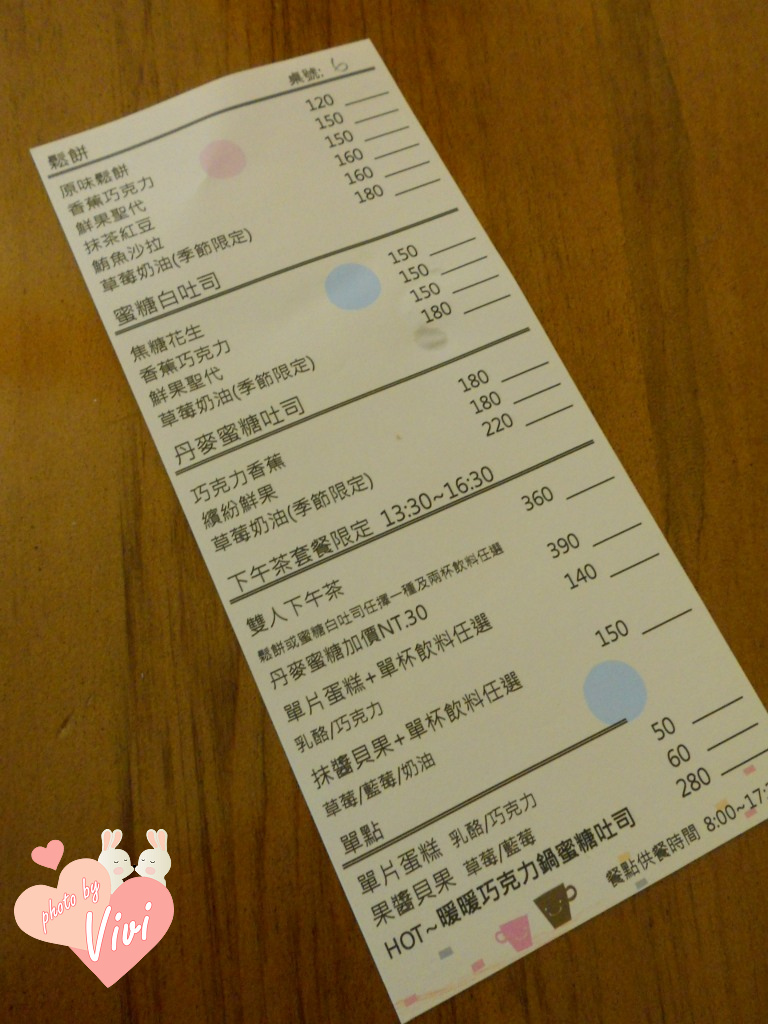 桌號: 6
鬆餅
原味鬆餅 120
香蕉巧克力 150
鮮果聖代 150
抹茶紅豆 160
鮪魚沙拉 160
草莓奶油(季節限定) 180
蜜糖白吐司
焦糖花生 150
香蕉巧克力 150
鮮果聖代 150
草莓奶油(季節限定) 180
丹麥蜜糖吐司
巧克力香蕉 180
繽紛鮮果 180
草莓奶油(季節限定) 220
下午茶套餐限定 13:30~16:30
雙人下午茶 360
鬆餅或蜜糖白吐司任擇一種及兩杯飲料任選
丹麥蜜糖加價NT.30 390
單片蛋糕+單杯飲料任選 140
乳酪/巧克力
抹醬貝果+單杯飲料任選 150
草莓/藍莓/奶油
單點
單片蛋糕 乳酪/巧克力 50
果醬貝果 草莓/藍莓 60
HOT~暖暖巧克力鍋蜜糖吐司 280
餐點供餐時間 8:00~17:
photo by
Vivi